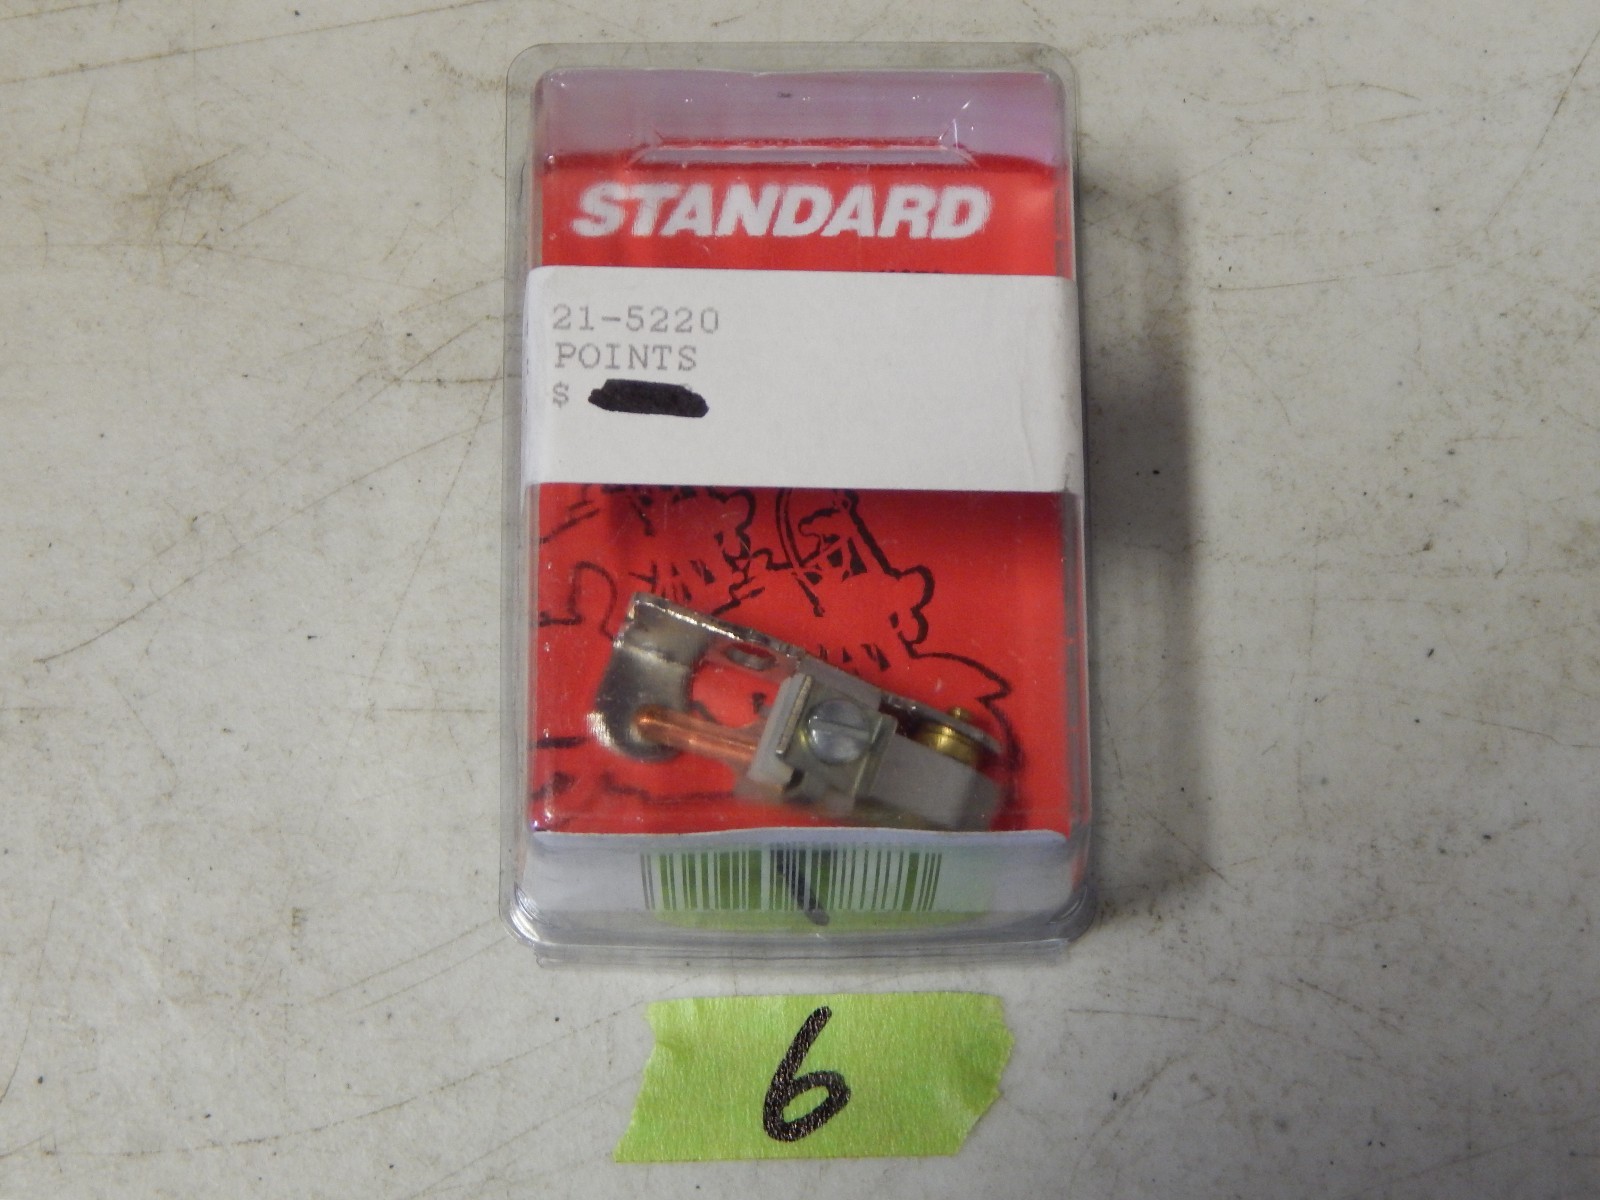 STANDARD
21-5220
POINTS
$
6